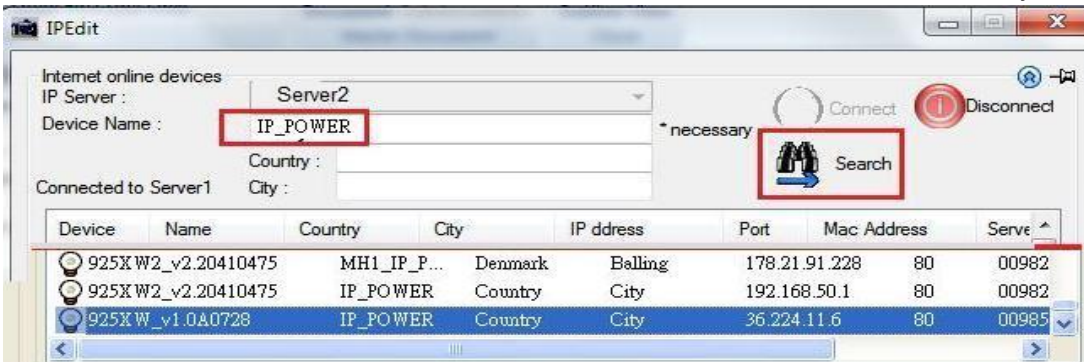 IPEdit
Internet online devices
IP Server : Server2
Connect Disconnect
Device Name : IP_POWER * necessary
Search
Country :
Connected to Server1 City :
Device Name Country City IP ddress Port Mac Address Serve
925XW2_v2.20410475 MH1_IP_P... Denmark Balling 178.21.91.228 80 00982
925XW2_v2.20410475 IP_POWER Country City 192.168.50.1 80 00982
925XW_v1.0A0728 IP_POWER Country City 36.224.11.6 80 00985